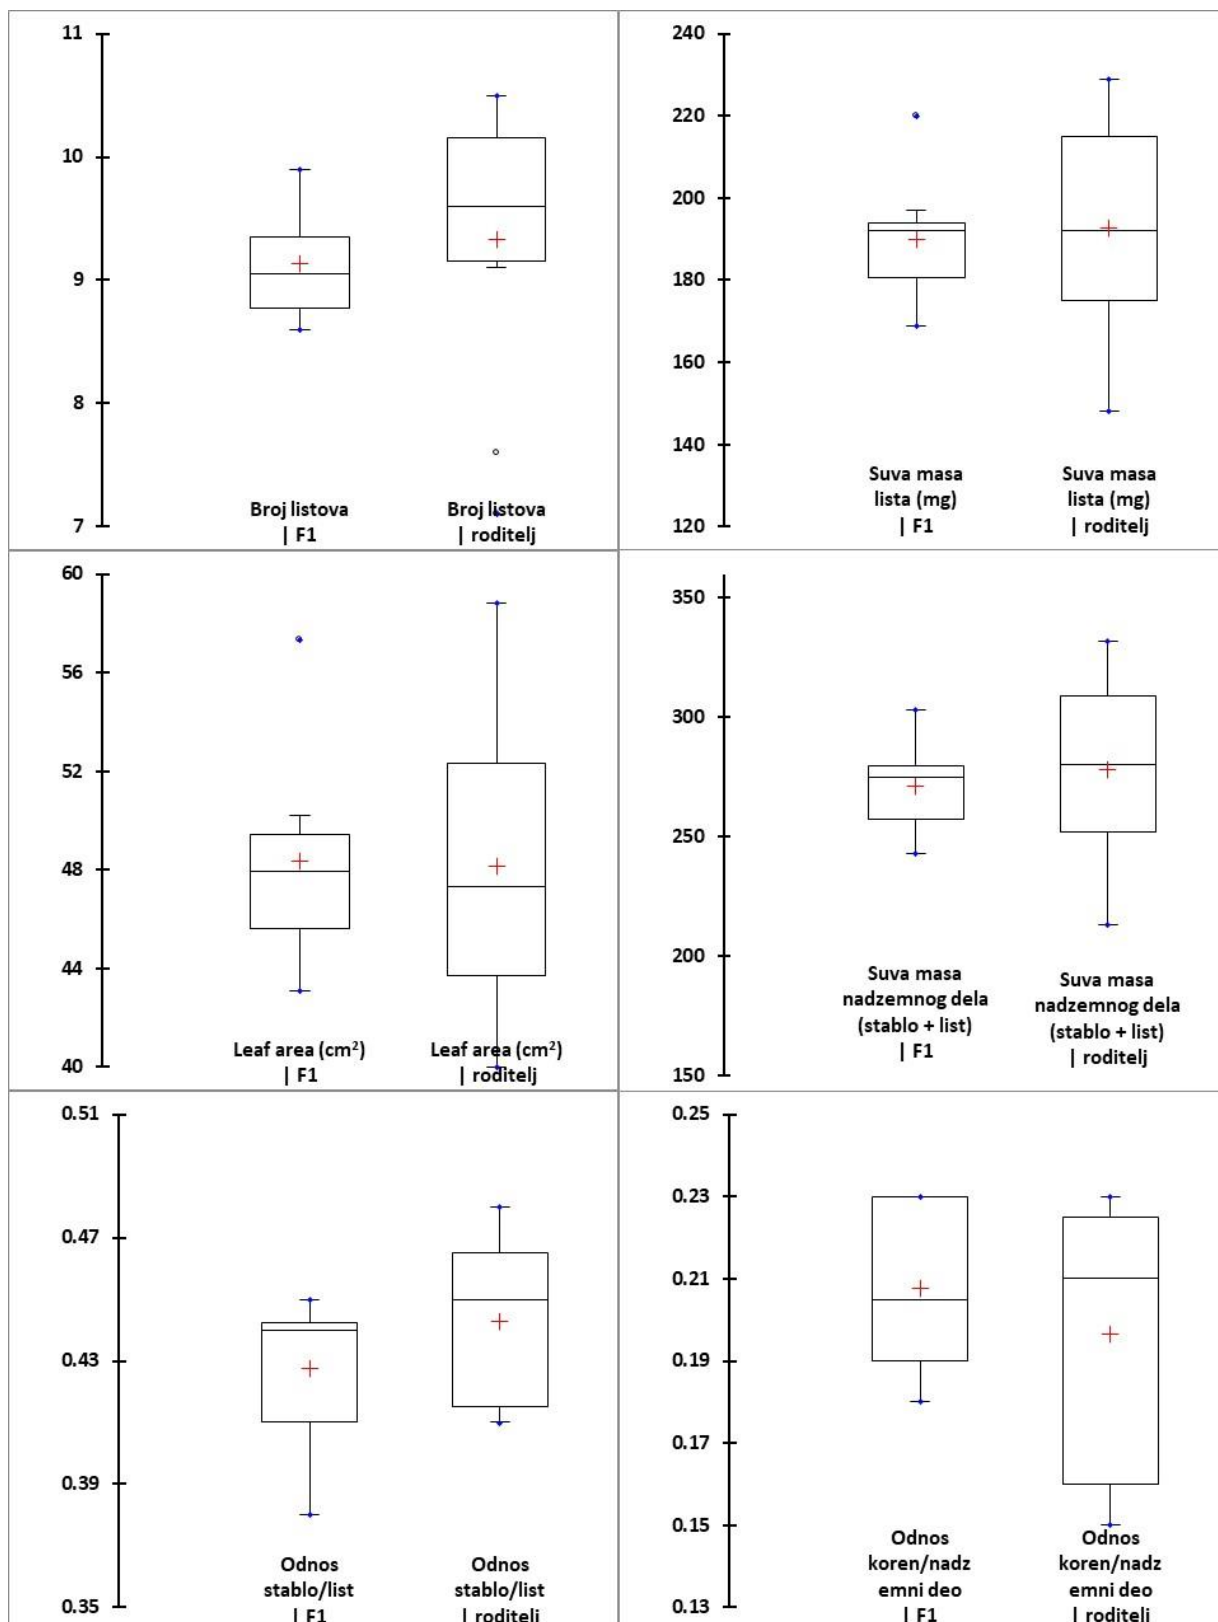 11
10
9
8
7
Broj listova
| F1
Broj listova
| roditelj
240
220
200
180
160
140
120
Suva masa
lista (mg)
| F1
Suva masa
lista (mg)
| roditelj
60
56
52
48
44
40
Leaf area (cm²)
| F1
Leaf area (cm²)
| roditelj
350
300
250
200
150
Suva masa
nadzemnog dela
(stablo + list)
| F1
Suva masa
nadzemnog dela
(stablo + list)
| roditelj
0.51
0.47
0.43
0.39
0.35
Odnos
stablo/list
| F1
Odnos
stablo/list
| roditelj
0.25
0.23
0.21
0.19
0.17
0.15
0.13
Odnos
koren/nadz
emni deo
| F1
Odnos
koren/nadz
emni deo
| roditelj